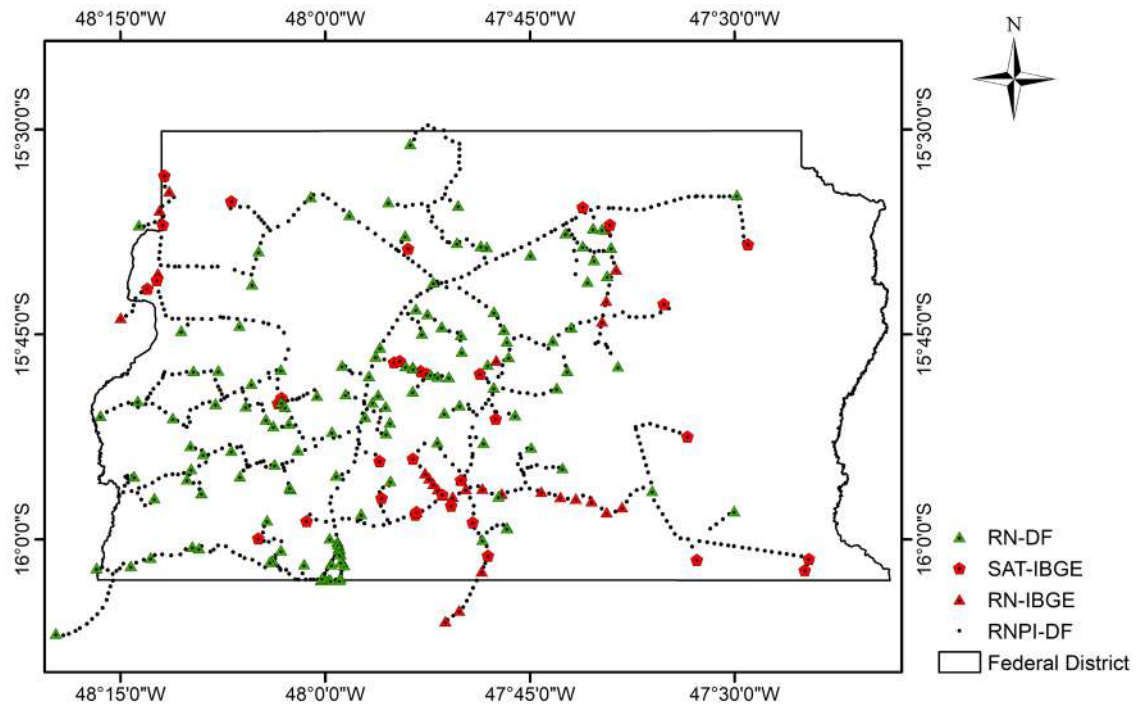 48°15'0"W 48°0'0"W 47°45'0"W 47°30'0"W
N
15°30'0"S 15°30'0"S
15°45'0"S 15°45'0"S
16°0'0"S 16°0'0"S
RN-DF
SAT-IBGE
RN-IBGE
RNPI-DF
Federal District
48°15'0"W 48°0'0"W 47°45'0"W 47°30'0"W